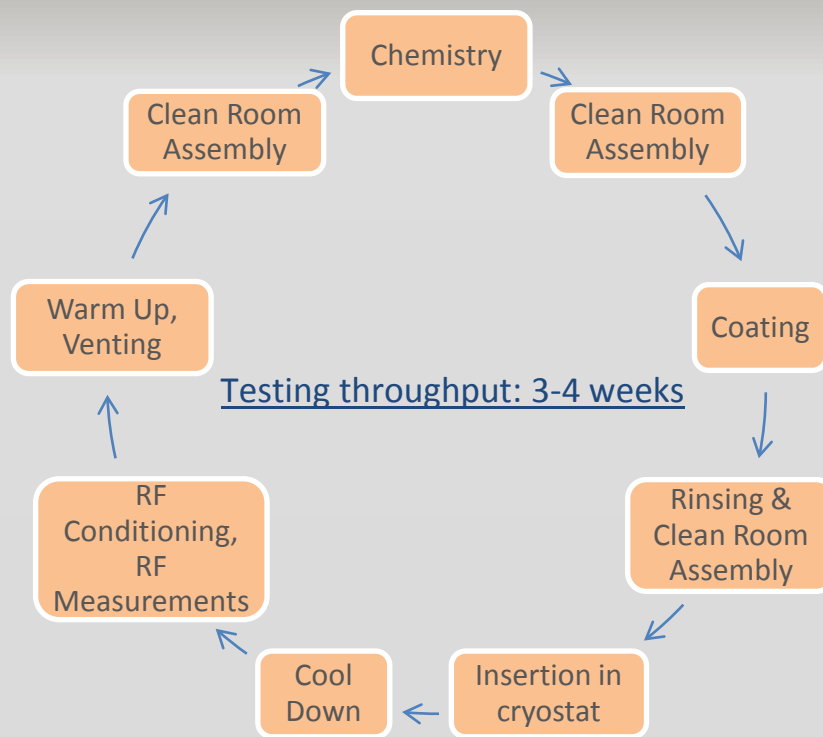 Chemistry
Clean Room
Assembly
Coating
Rinsing &
Clean Room
Assembly
Insertion in
cryostat
Cool
Down
RF
Conditioning,
RF
Measurements
Warm Up,
Venting
Clean Room
Assembly
Testing throughput: 3-4 weeks